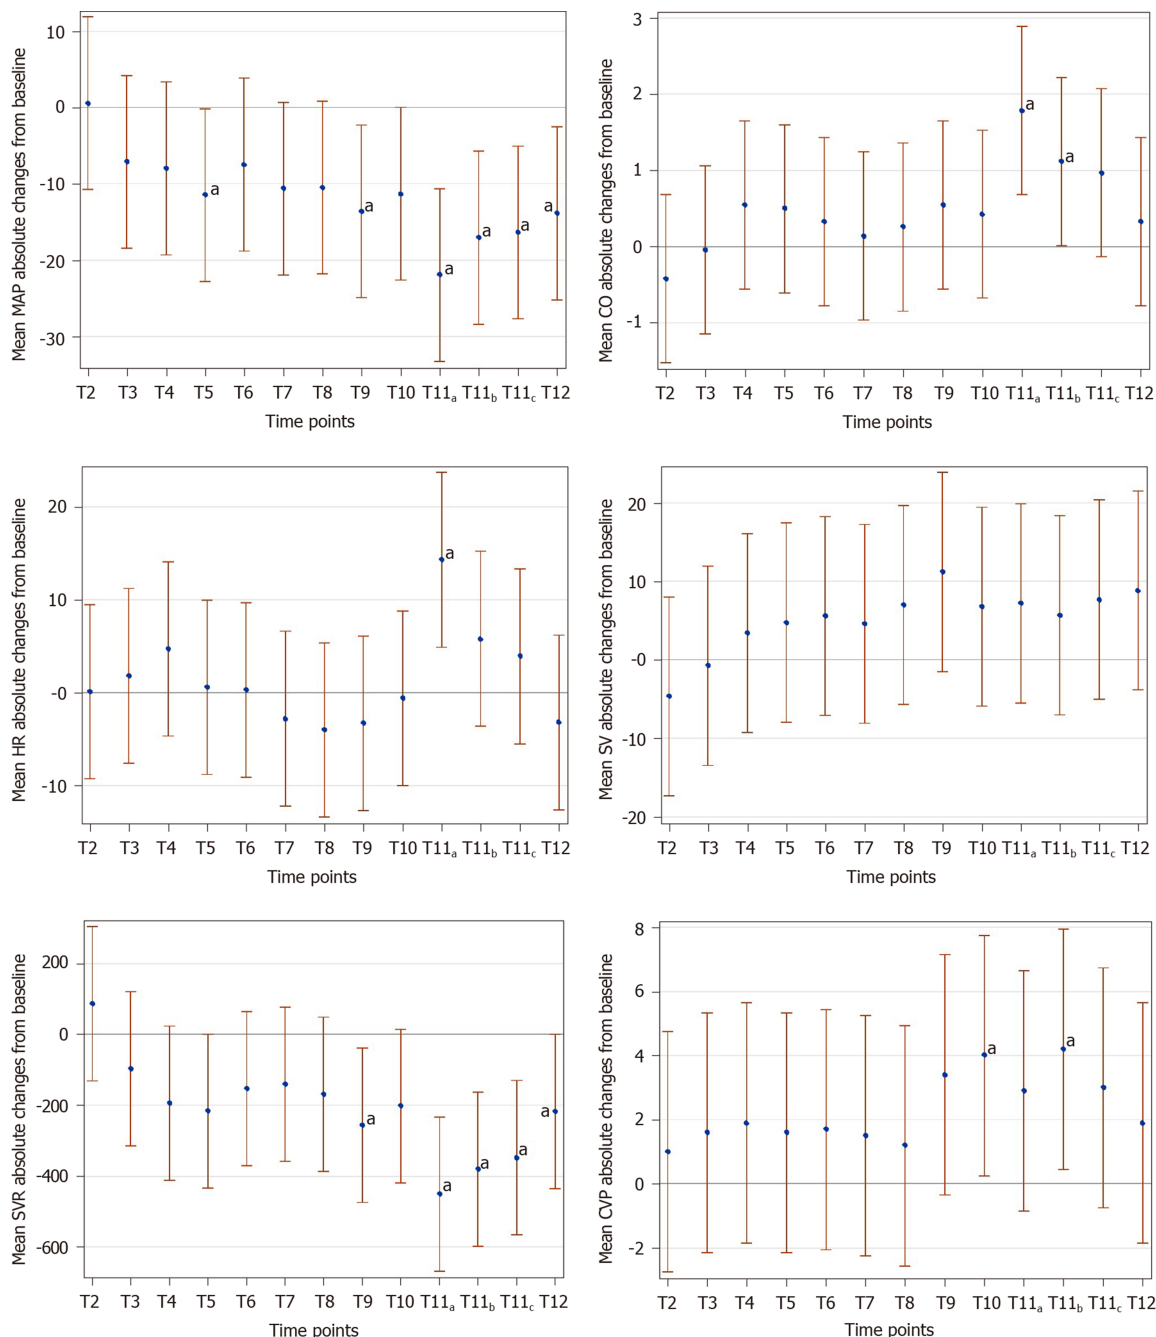 Mean MAP absolute changes from baseline
10
0
-10
-20
-30
a
a
a
a
a
a
T2 T3 T4 T5 T6 T7 T8 T9 T10 T11a T11b T11c T12
Time points
Mean CO absolute changes from baseline
3
2
1
0
-1
a
a
T2 T3 T4 T5 T6 T7 T8 T9 T10 T11a T11b T11c T12
Time points
Mean HR absolute changes from baseline
20
10
-0
-10
a
T2 T3 T4 T5 T6 T7 T8 T9 T10 T11a T11b T11c T12
Time points
Mean SV absolute changes from baseline
20
10
-0
-10
-20
T2 T3 T4 T5 T6 T7 T8 T9 T10 T11a T11b T11c T12
Time points
Mean SVR absolute changes from baseline
200
0
-200
-400
-600
a
a
a
a
a
T2 T3 T4 T5 T6 T7 T8 T9 T10 T11a T11b T11c T12
Time points
Mean CVP absolute changes from baseline
8
6
4
2
0
-2
a
a
T2 T3 T4 T5 T6 T7 T8 T9 T10 T11a T11b T11c T12
Time points